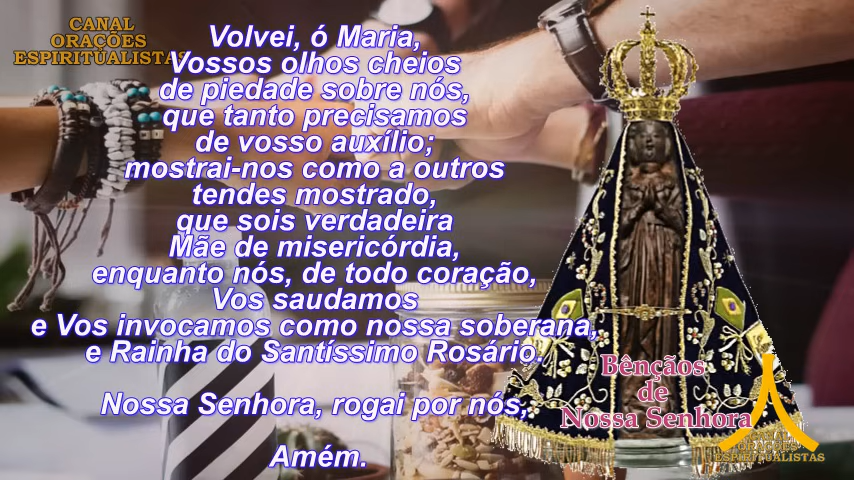 CANAL
ORAÇÕES
ESPIRITUALISTAS
Volvei, ó Maria,
Vossos olhos cheios
de piedade sobre nós,
que tanto precisamos
de vosso auxílio;
mostrai-nos como a outros
tendes mostrado,
que sois verdadeira
Mãe de misericórdia,
enquanto nós, de todo coração,
Vos saudamos
e Vos invocamos como nossa soberana,
e Rainha do Santíssimo Rosário.
Nossa Senhora, rogai por nós,
Amém.
Bênçãos
de
Nossa Senhora
ORAÇÕES
ESPIRITUALISTAS